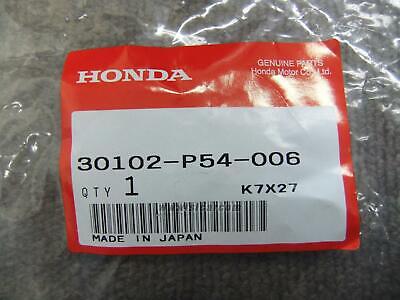 HONDA
GENUINE PARTS
Honda Motor Co., Ltd.
30102-P54-006
QTY 1
K7X27
MADE IN JAPAN